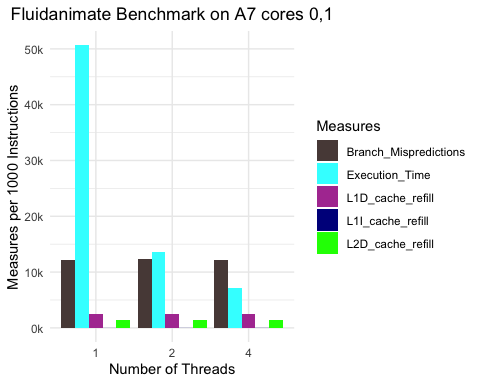 Fluidanimate Benchmark on A7 cores 0,1
Measures per 1000 Instructions
50k
40k
30k
20k
10k
0k
1
2
4
Number of Threads
Measures
Branch_Mispredictions
Execution_Time
L1D_cache_refill
L1I_cache_refill
L2D_cache_refill